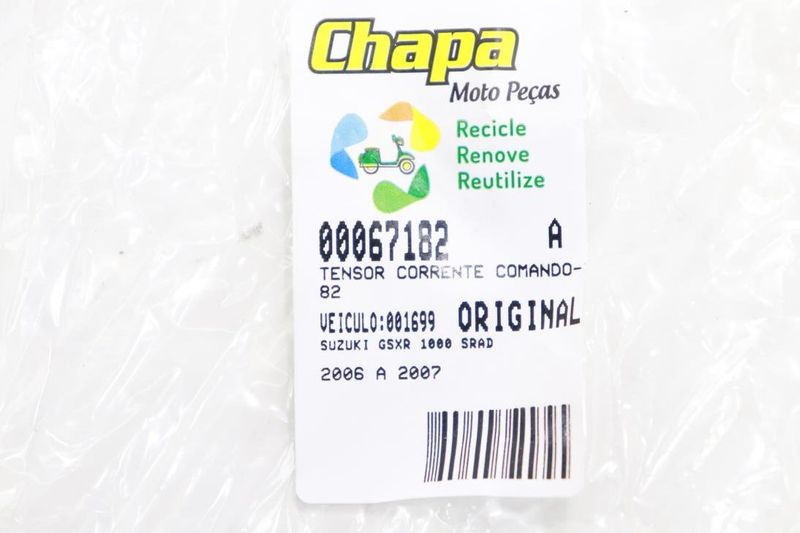 Chapa
Moto Peças
Recicle
Renove
Reutilize
00067182 A
TENSOR CORRENTE COMANDO-
82
VEICULO:001699 ORIGINAL
SUZUKI GSXR 1000 SRAD
2006 A 2007